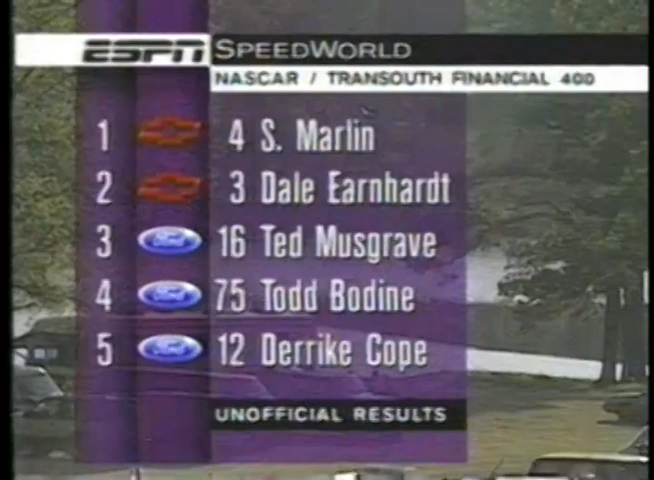 ESPN SPEEDWORLD
NASCAR / TRANSOUTH FINANCIAL 400
1 4 S. Marlin
2 3 Dale Earnhardt
3 Ford 16 Ted Musgrave
4 Ford 75 Todd Bodine
5 Ford 12 Derrike Cope
UNOFFICIAL RESULTS